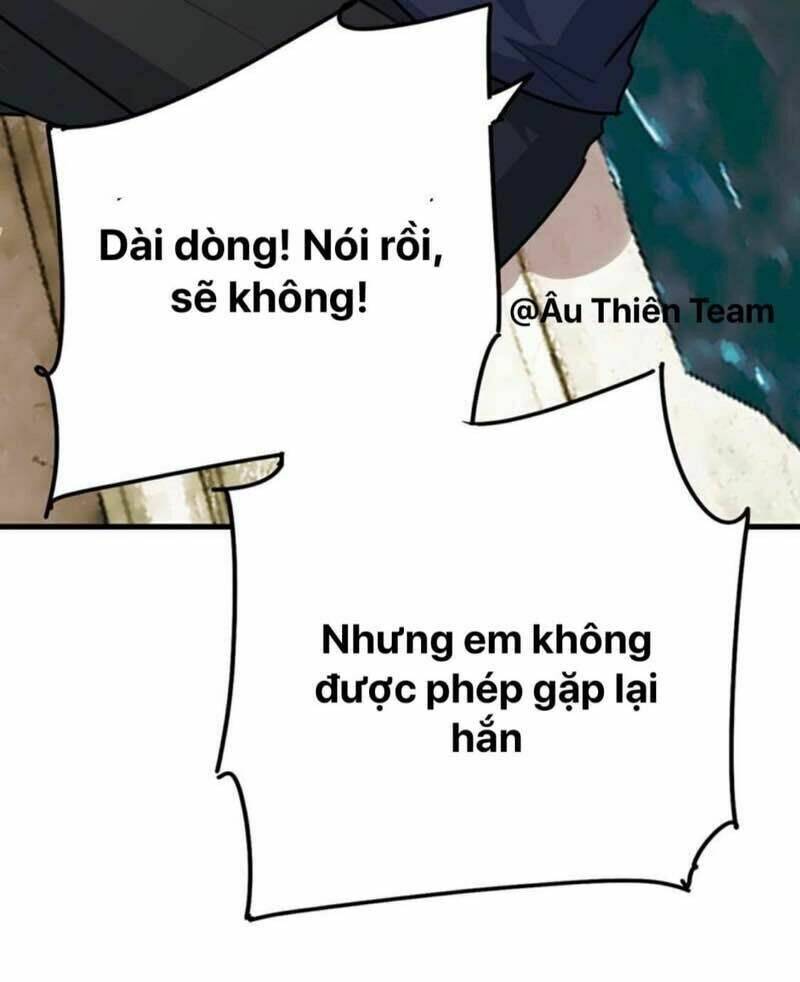 Dài dòng! Nói rồi,
sẽ không!
@Âu Thiên Team
Nhưng em không
được phép gặp lại
hắn